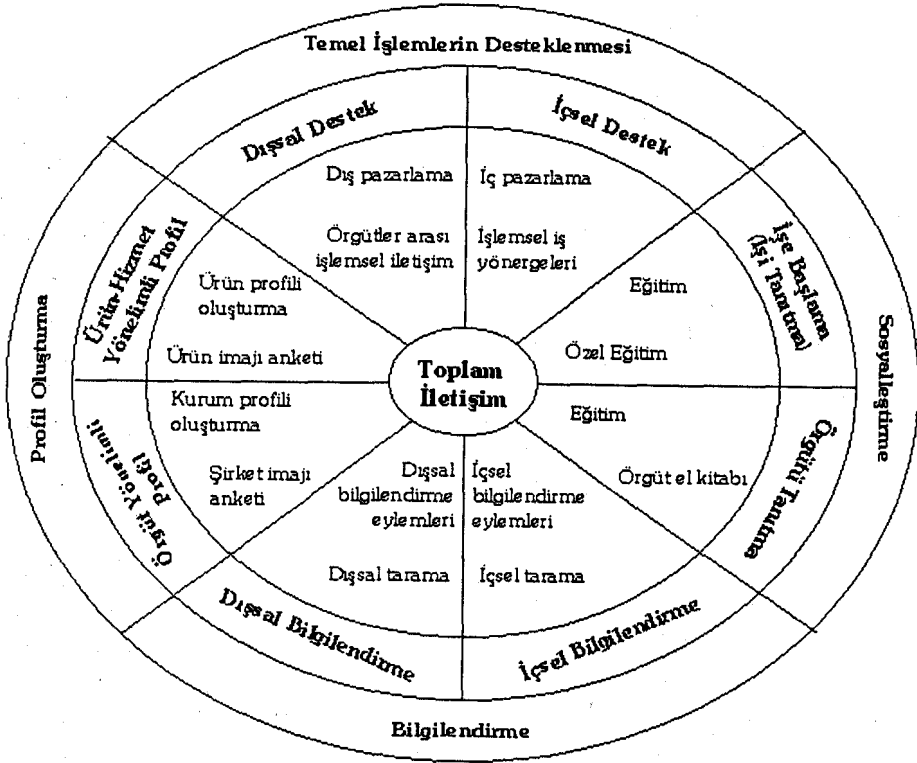 Temel İşlemlerin Desteklenmesi
Dışsal Destek
İçsel Destek
Dış pazarlama
İç pazarlama
Örgütler arası
işlemsel iletişim
İşlemsel iş
yönergeleri
Ürün-Hizmet
Yönelimli Profil
Ürün profili
oluşturma
Ürün imajı anketi
İşe Başlama
(İşi Tanıtma)
Eğitim
Özel Eğitim
Profil Oluşturma
Toplam
İletişim
Sosyalleştirme
Kurum profili
oluşturma
Şirket imajı
anketi
Örgüt Yönelimli
Profil
Eğitim
Örgüt el kitabı
Örgütü Tanıtma
Dışsal
bilgilendirme
eylemleri
İçsel
bilgilendirme
eylemleri
Dışsal tarama
İçsel tarama
Dışsal Bilgilendirme
İçsel Bilgilendirme
Bilgilendirme